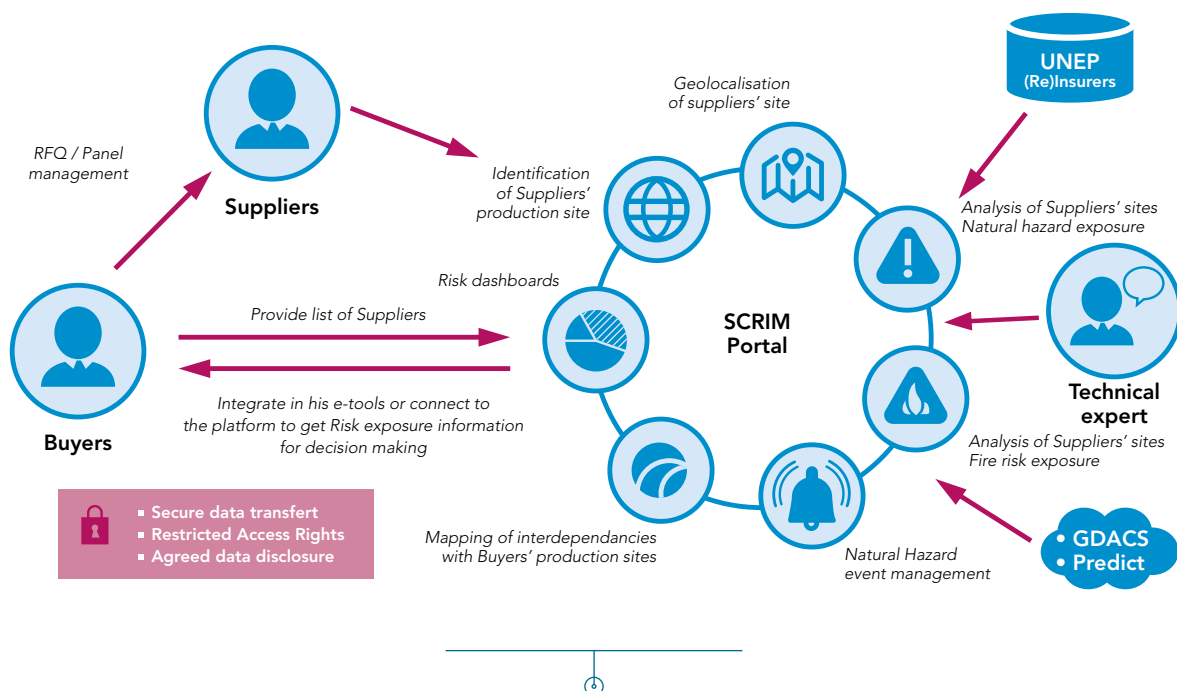 UNEP
(Re)Insurers
Geolocalisation
of suppliers' site
RFQ / Panel
management
Suppliers
Identification
of Suppliers'
production site
Analysis of Suppliers' sites
Natural hazard exposure
Risk dashboards
Provide list of Suppliers
SCRIM
Portal
Integrate in his e-tools or connect to
the platform to get Risk exposure information
for decision making
Buyers
Technical
expert
Analysis of Suppliers' sites
Fire risk exposure
▪ Secure data transfert
▪ Restricted Access Rights
▪ Agreed data disclosure
Mapping of interdependancies
with Buyers' production sites
Natural Hazard
event management
• GDACS
• Predict